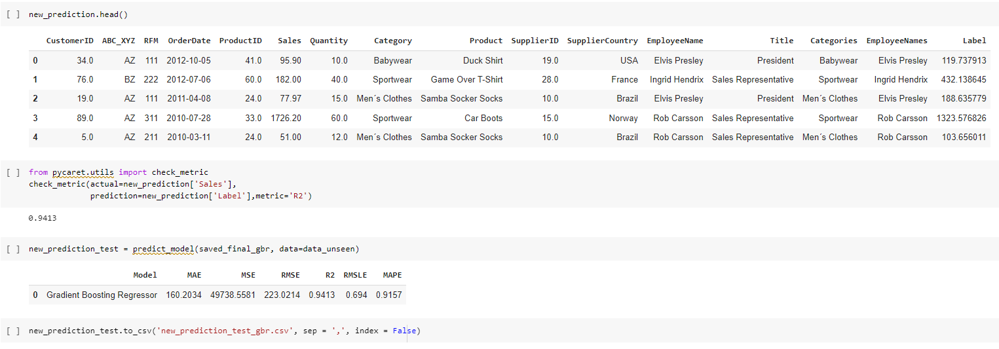 [ ] new_prediction.head()
CustomerID ABC_XYZ RFM OrderDate ProductID Sales Quantity Category Product SupplierID SupplierCountry EmployeeName Title Categories EmployeeNames Label
0 34.0 AZ 111 2012-10-05 41.0 95.90 10.0 Babywear Duck Shirt 19.0 USA Elvis Presley President Babywear Elvis Presley 119.737913
1 76.0 BZ 222 2012-07-06 60.0 182.00 40.0 Sportwear Game Over T-Shirt 28.0 France Ingrid Hendrix Sales Representative Sportwear Ingrid Hendrix 432.138645
2 19.0 AZ 111 2011-04-08 24.0 77.97 15.0 Men´s Clothes Samba Socker Socks 10.0 Brazil Elvis Presley President Men´s Clothes Elvis Presley 188.635779
3 89.0 AZ 311 2010-07-28 33.0 1726.20 60.0 Sportwear Car Boots 15.0 Norway Rob Carsson Sales Representative Sportwear Rob Carsson 1323.576826
4 5.0 AZ 211 2010-03-11 24.0 51.00 12.0 Men´s Clothes Samba Socker Socks 10.0 Brazil Rob Carsson Sales Representative Men´s Clothes Rob Carsson 103.656011
[ ] from pycaret.utils import check_metric
check_metric(actual=new_prediction['Sales'],
prediction=new_prediction['Label'],metric='R2')
0.9413
[ ] new_prediction_test = predict_model(saved_final_gbr, data=data_unseen)
Model MAE MSE RMSE R2 RMSLE MAPE
0 Gradient Boosting Regressor 160.2034 49738.5581 223.0214 0.9413 0.694 0.9157
[ ] new_prediction_test.to_csv('new_prediction_test_gbr.csv', sep = ',', index = False)